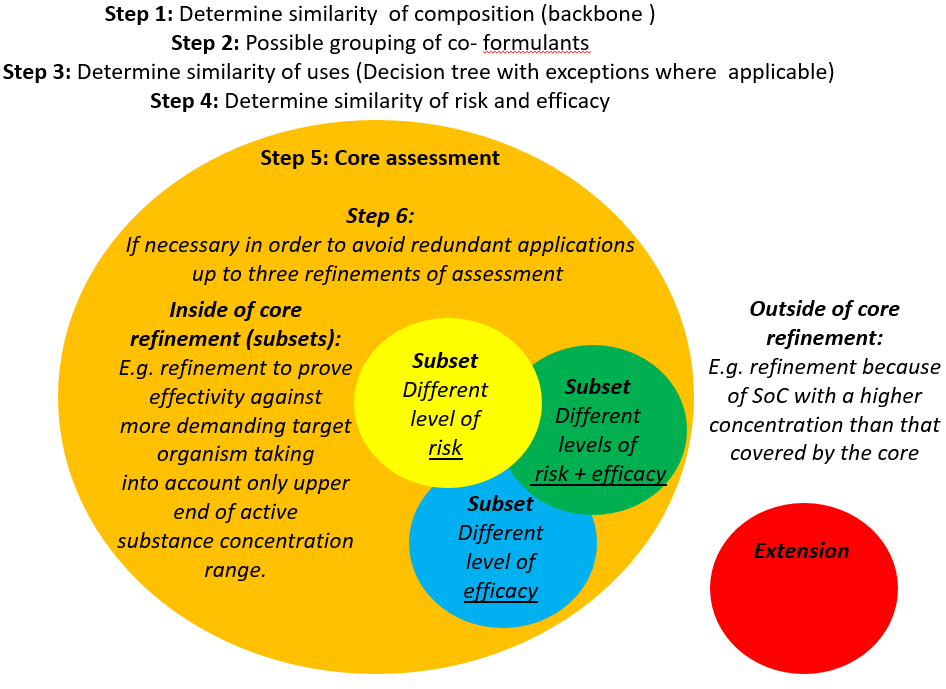 Step 1: Determine similarity of composition (backbone )
Step 2: Possible grouping of co- formulants
Step 3: Determine similarity of uses (Decision tree with exceptions where applicable)
Step 4: Determine similarity of risk and efficacy
Step 5: Core assessment
Step 6:
If necessary in order to avoid redundant applications
up to three refinements of assessment
Inside of core
refinement (subsets):
E.g. refinement to prove
effectivity against
more demanding target
organism taking
into account only upper
end of active
substance concentration
range.
Subset
Different
level of
risk
Subset
Different
levels of
risk + efficacy
Subset
Different
level of
efficacy
Outside of core
refinement:
E.g. refinement because
of SoC with a higher
concentration than that
covered by the core
Extension